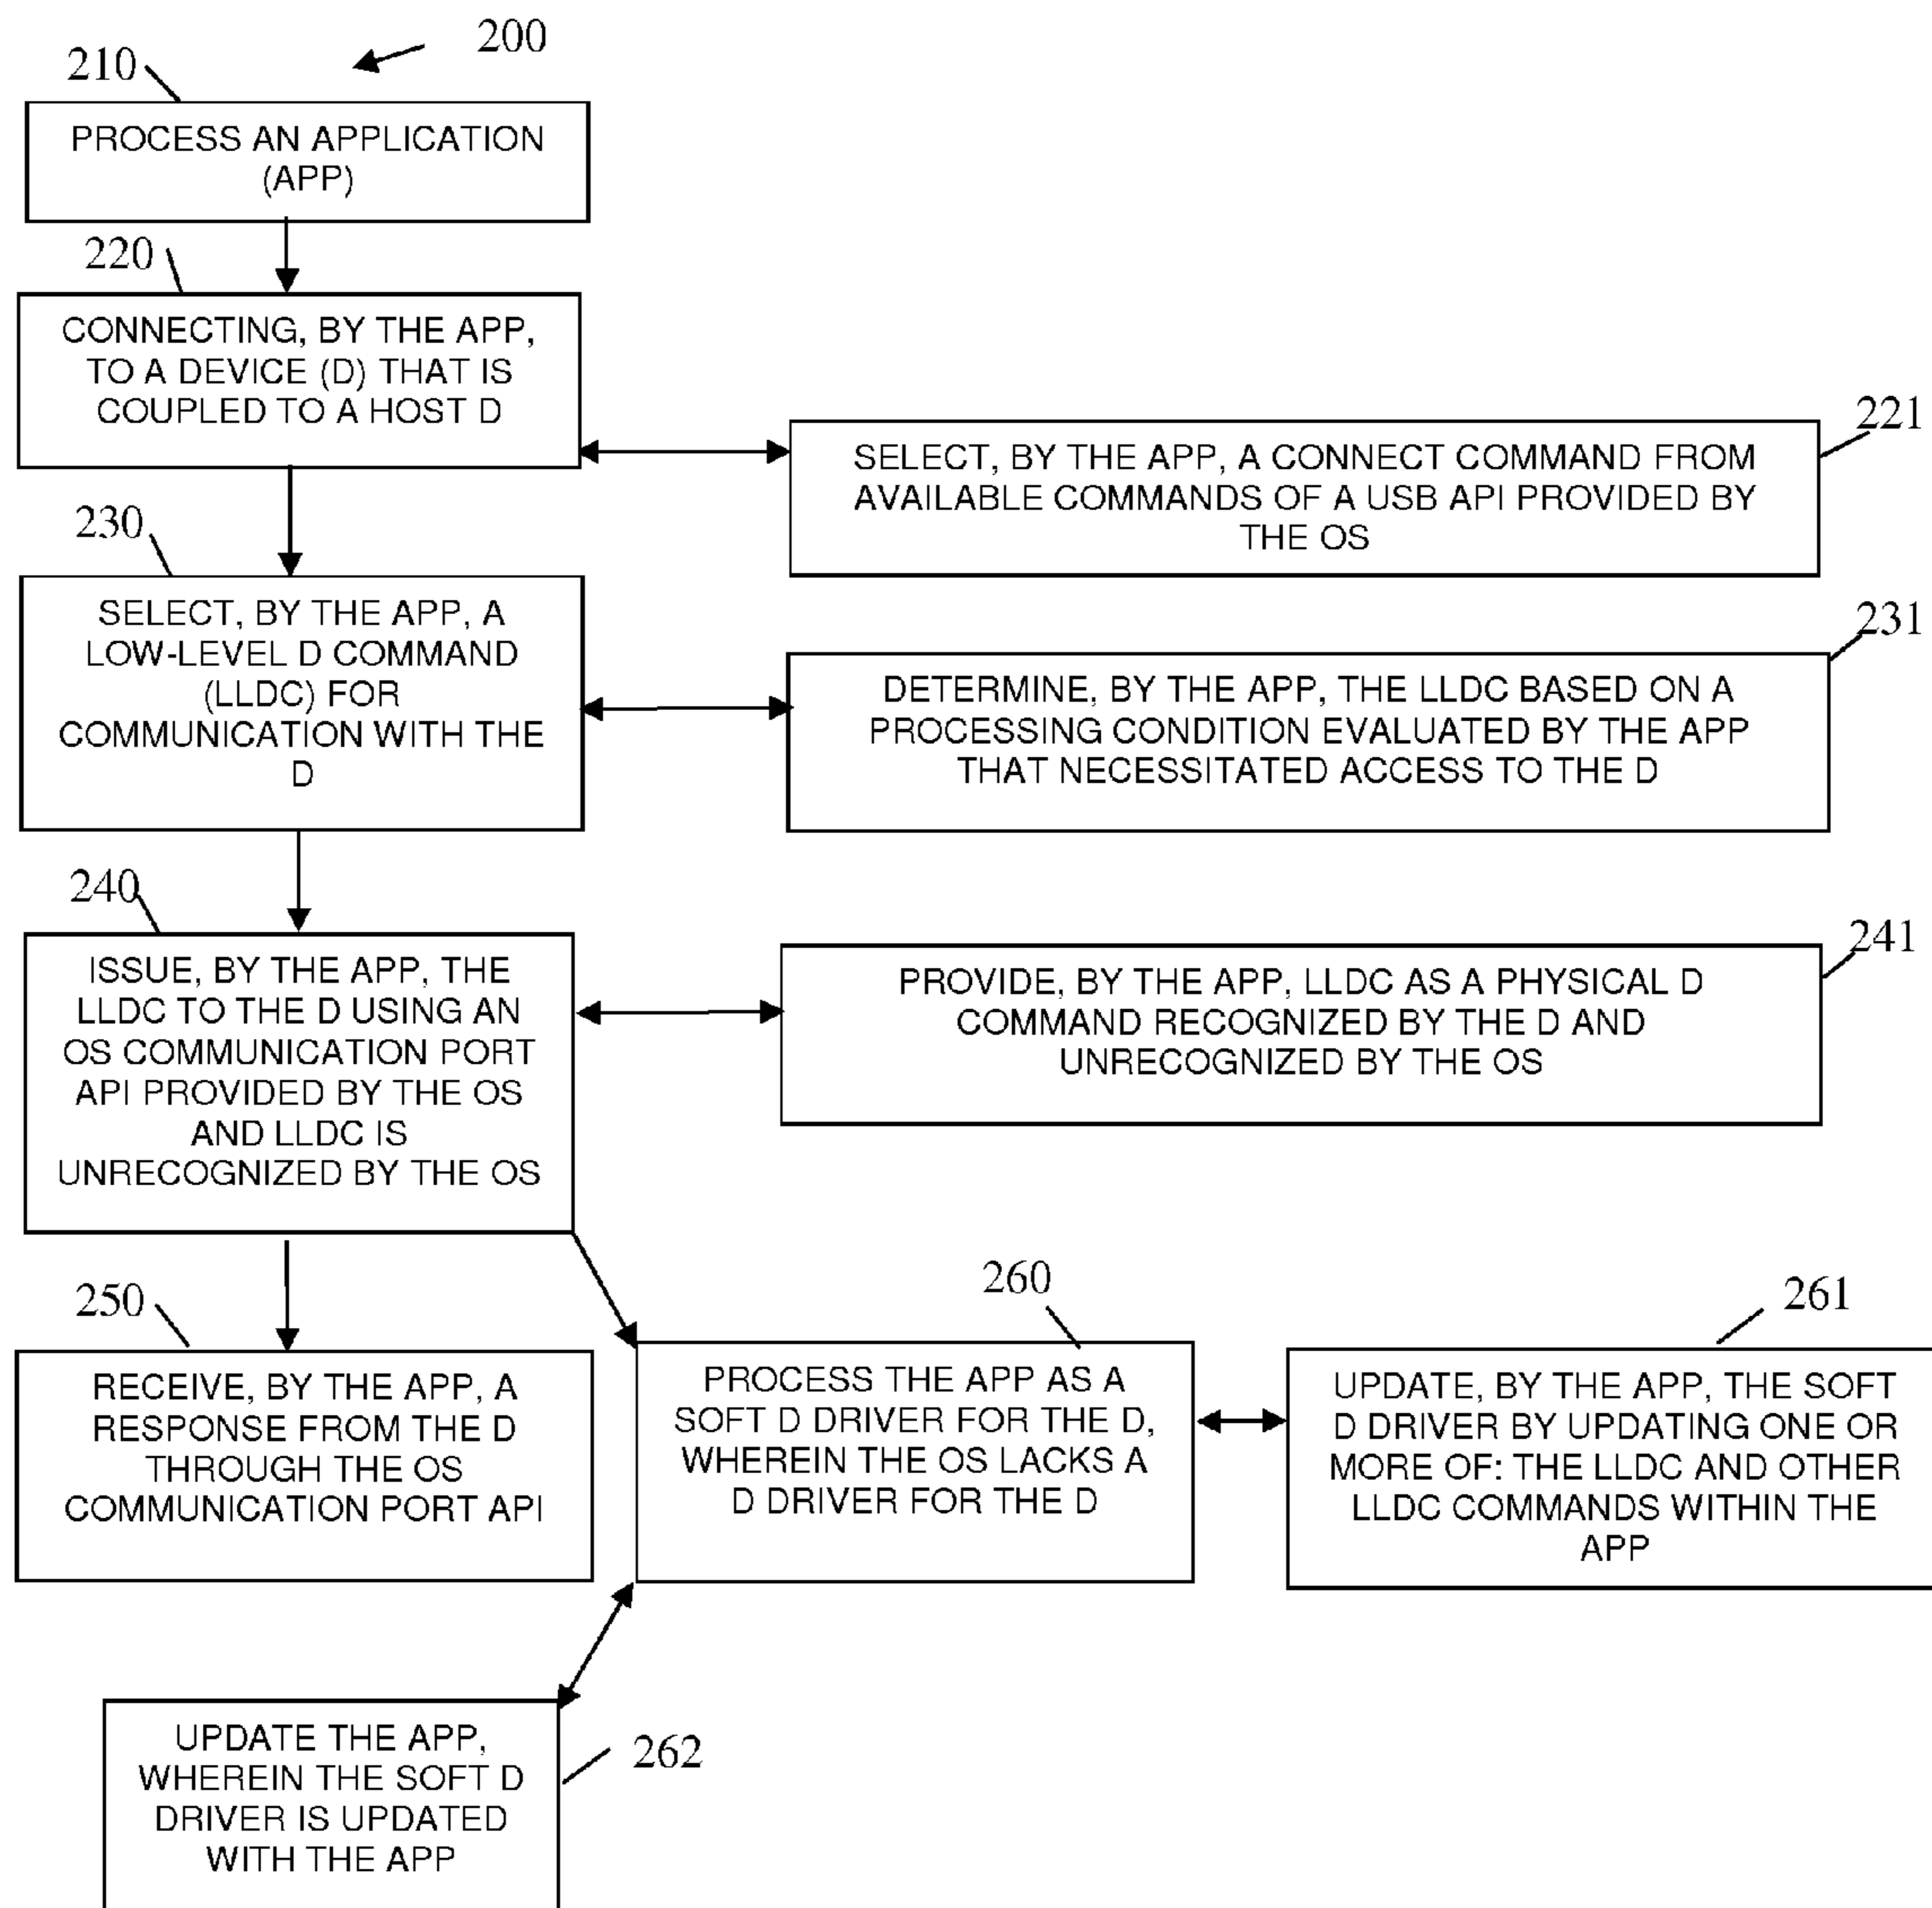 200
210
PROCESS AN APPLICATION
(APP)
220
CONNECTING, BY THE APP,
TO A DEVICE (D) THAT IS
COUPLED TO A HOST D
221
SELECT, BY THE APP, A CONNECT COMMAND FROM
AVAILABLE COMMANDS OF A USB API PROVIDED BY
THE OS
230
SELECT, BY THE APP, A
LOW-LEVEL D COMMAND
(LLDC) FOR
COMMUNICATION WITH THE
D
231
DETERMINE, BY THE APP, THE LLDC BASED ON A
PROCESSING CONDITION EVALUATED BY THE APP
THAT NECESSITATED ACCESS TO THE D
240
ISSUE, BY THE APP, THE
LLDC TO THE D USING AN
OS COMMUNICATION PORT
API PROVIDED BY THE OS
AND LLDC IS
UNRECOGNIZED BY THE OS
241
PROVIDE, BY THE APP, LLDC AS A PHYSICAL D
COMMAND RECOGNIZED BY THE D AND
UNRECOGNIZED BY THE OS
250
RECEIVE, BY THE APP, A
RESPONSE FROM THE D
THROUGH THE OS
COMMUNICATION PORT API
260
PROCESS THE APP AS A
SOFT D DRIVER FOR THE D,
WHEREIN THE OS LACKS A
D DRIVER FOR THE D
261
UPDATE, BY THE APP, THE SOFT
D DRIVER BY UPDATING ONE OR
MORE OF: THE LLDC AND OTHER
LLDC COMMANDS WITHIN THE
APP
262
UPDATE THE APP,
WHEREIN THE SOFT D
DRIVER IS UPDATED
WITH THE APP